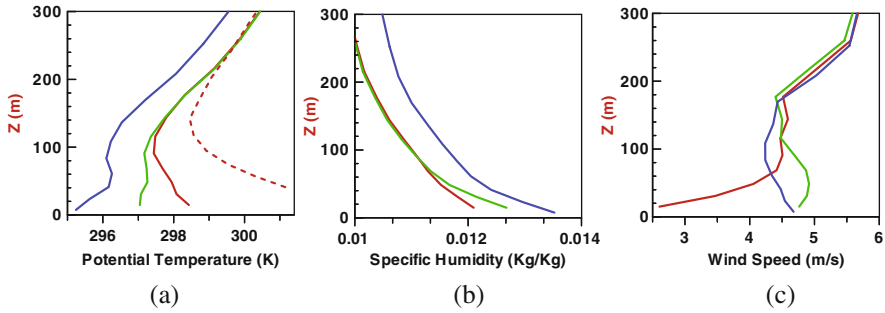 300
200
100
0
Z (m)
296 298 300
Potential Temperature (K)
(a)
300
200
100
0
Z (m)
0.01 0.012 0.014
Specific Humidity (Kg/Kg)
(b)
300
200
100
0
Z (m)
3 4 5 6
Wind Speed (m/s)
(c)